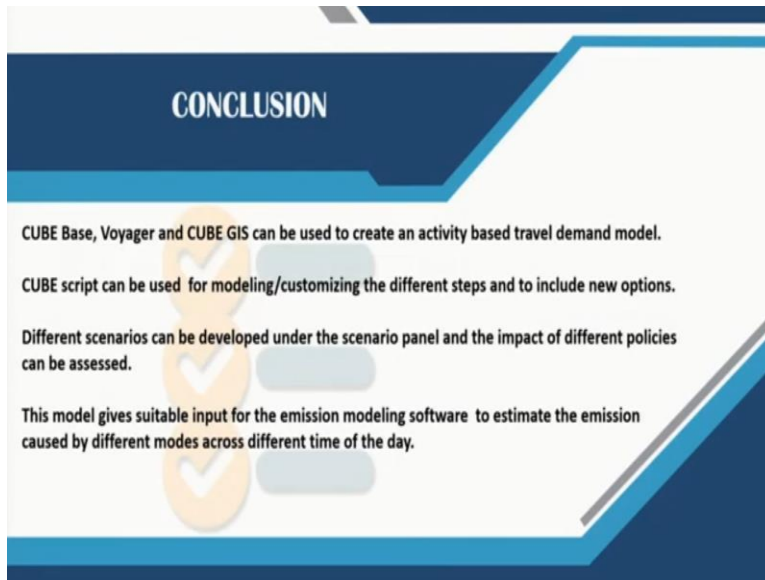 CONCLUSION
CUBE Base, Voyager and CUBE GIS can be used to create an activity based travel demand model.
CUBE script can be used for modeling/customizing the different steps and to include new options.
Different scenarios can be developed under the scenario panel and the impact of different policies
can be assessed.
This model gives suitable input for the emission modeling software to estimate the emission
caused by different modes across different time of the day.